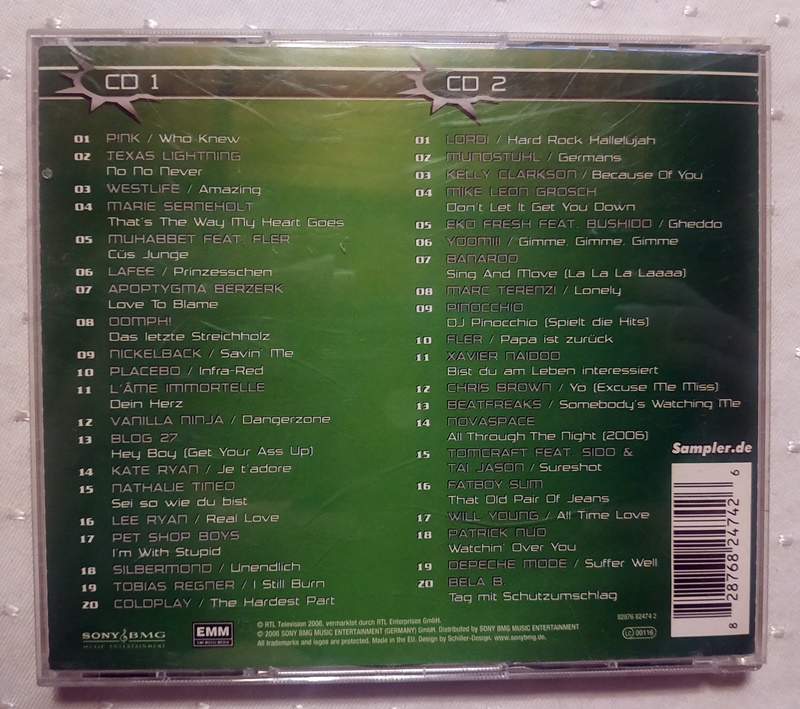 CD 1
01 P!NK / Who Knew
02 TEXAS LIGHTNING
No No Never
03 WESTLIFE / Amazing
04 MARIE SERNEHOLT
That's The Way My Heart Goes
05 MUHABBET FEAT. FLER
Cüs Junge
06 LAFEE / Prinzesschen
07 APOPTYGMA BERZERK
Love To Blame
08 OOMPH!
Das letzte Streichholz
09 NICKELBACK / Savin' Me
10 PLACEBO / Infra-Red
11 L'ÂME IMMORTELLE
Dein Herz
12 VANILLA NINJA / Dangerzone
13 BLOG 27
Hey Boy (Get Your Ass Up)
14 KATE RYAN / Je t'adore
15 NATHALIE TINEO
Sei so wie du bist
16 LEE RYAN / Real Love
17 PET SHOP BOYS
I'm With Stupid
18 SILBERMOND / Unendlich
19 TOBIAS REGNER / I Still Burn
20 COLDPLAY / The Hardest Part
CD 2
01 LORDI / Hard Rock Hallelujah
02 MUNDSTUHL / Germans
03 KELLY CLARKSON / Because Of You
04 MIKE LEON GROSCH
Don't Let It Get You Down
05 EKO FRESH FEAT. BUSHIDO / Gheddo
06 YOOMIII / Gimme, Gimme, Gimme
07 BANAROO
Sing And Move (La La La Laaaa)
08 MARC TERENZI / Lonely
09 PINOCCHIO
DJ Pinocchio (Spielt die Hits)
10 FLER / Papa ist zurück
11 XAVIER NAIDOO
Bist du am Leben interessiert
12 CHRIS BROWN / Yo (Excuse Me Miss)
13 BEATFREAKS / Somebody's Watching Me
14 NOVASPACE
All Through The Night (2006)
15 TOMCRAFT FEAT. SIDO &
TAI JASON / Sureshot
16 FATBOY SLIM
That Old Pair Of Jeans
17 WILL YOUNG / All Time Love
18 PATRICK NUO
Watchin' Over You
19 DEPECHE MODE / Suffer Well
20 BELA B.
Tag mit Schutzumschlag
Sampler.de
8 28768 24742 6
82876 82474 2
LC 00116
SONY BMG
MUSIC ENTERTAINMENT
EMM
EMI MUSIC MEDIA
© RTL Television 2006, vermarktet durch RTL Enterprises GmbH.
© 2006 SONY BMG MUSIC ENTERTAINMENT (GERMANY) GmbH. Distributed by SONY BMG MUSIC ENTERTAINMENT
All trademarks and logos are protected. Made in the EU. Design by Schiller-Design. www.sonybmg.de.